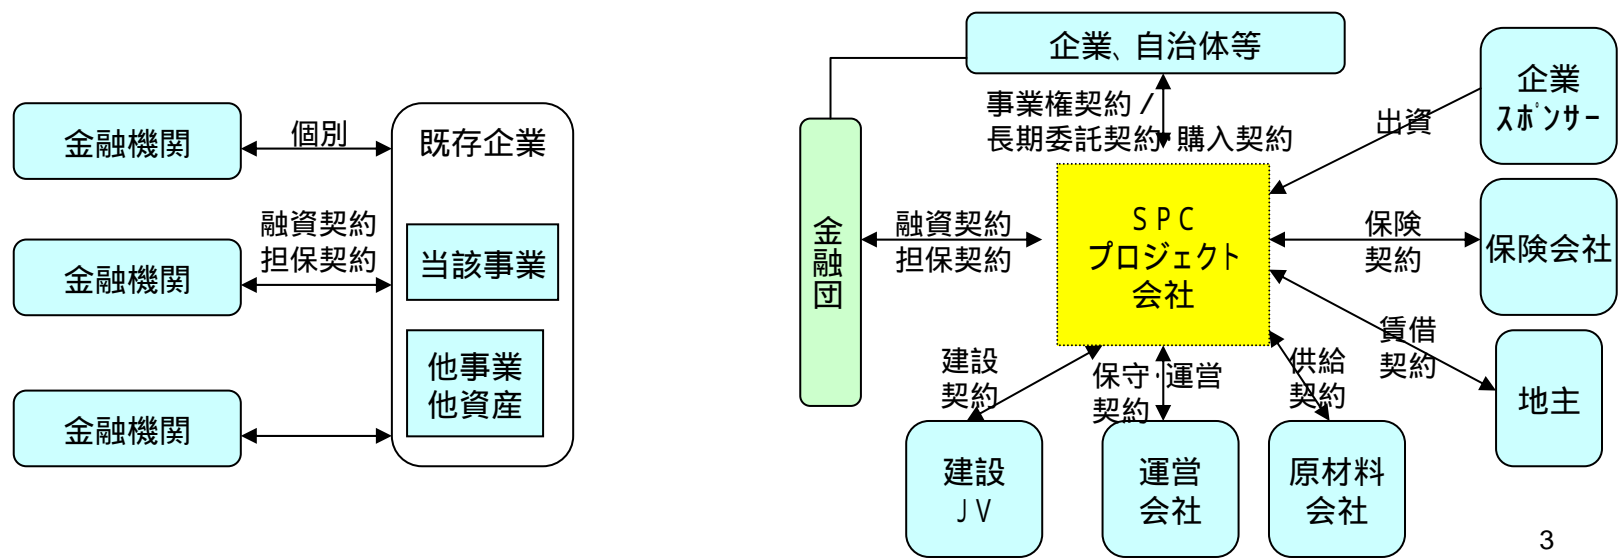 金融機関
個別
既存企業
融資契約
担保契約
金融機関
当該事業
他事業
他資産
金融機関
企業、自治体等
事業権契約/
長期委託契約・購入契約
出資
企業
スポンサー
金融団
融資契約
担保契約
SPC
プロジェクト
会社
保険
契約
保険会社
賃借
契約
地主
建設
契約
保守・運営
契約
供給
契約
建設
JV
運営
会社
原材料
会社
3